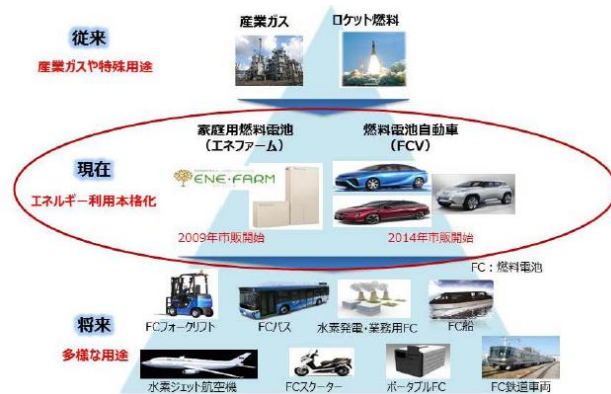 従来
産業ガスや特殊用途
産業ガス
ロケット燃料
現在
エネルギー利用本格化
家庭用燃料電池
(エネファーム)
燃料電池自動車
(FCV)
ENE・FARM
2009年市販開始
2014年市販開始
FC:燃料電池
将来
多様な用途
FCフォークリフト
FCバス
水素発電・業務用FC
FC船
水素ジェット航空機
FCスクーター
ポータブルFC
FC鉄道車両